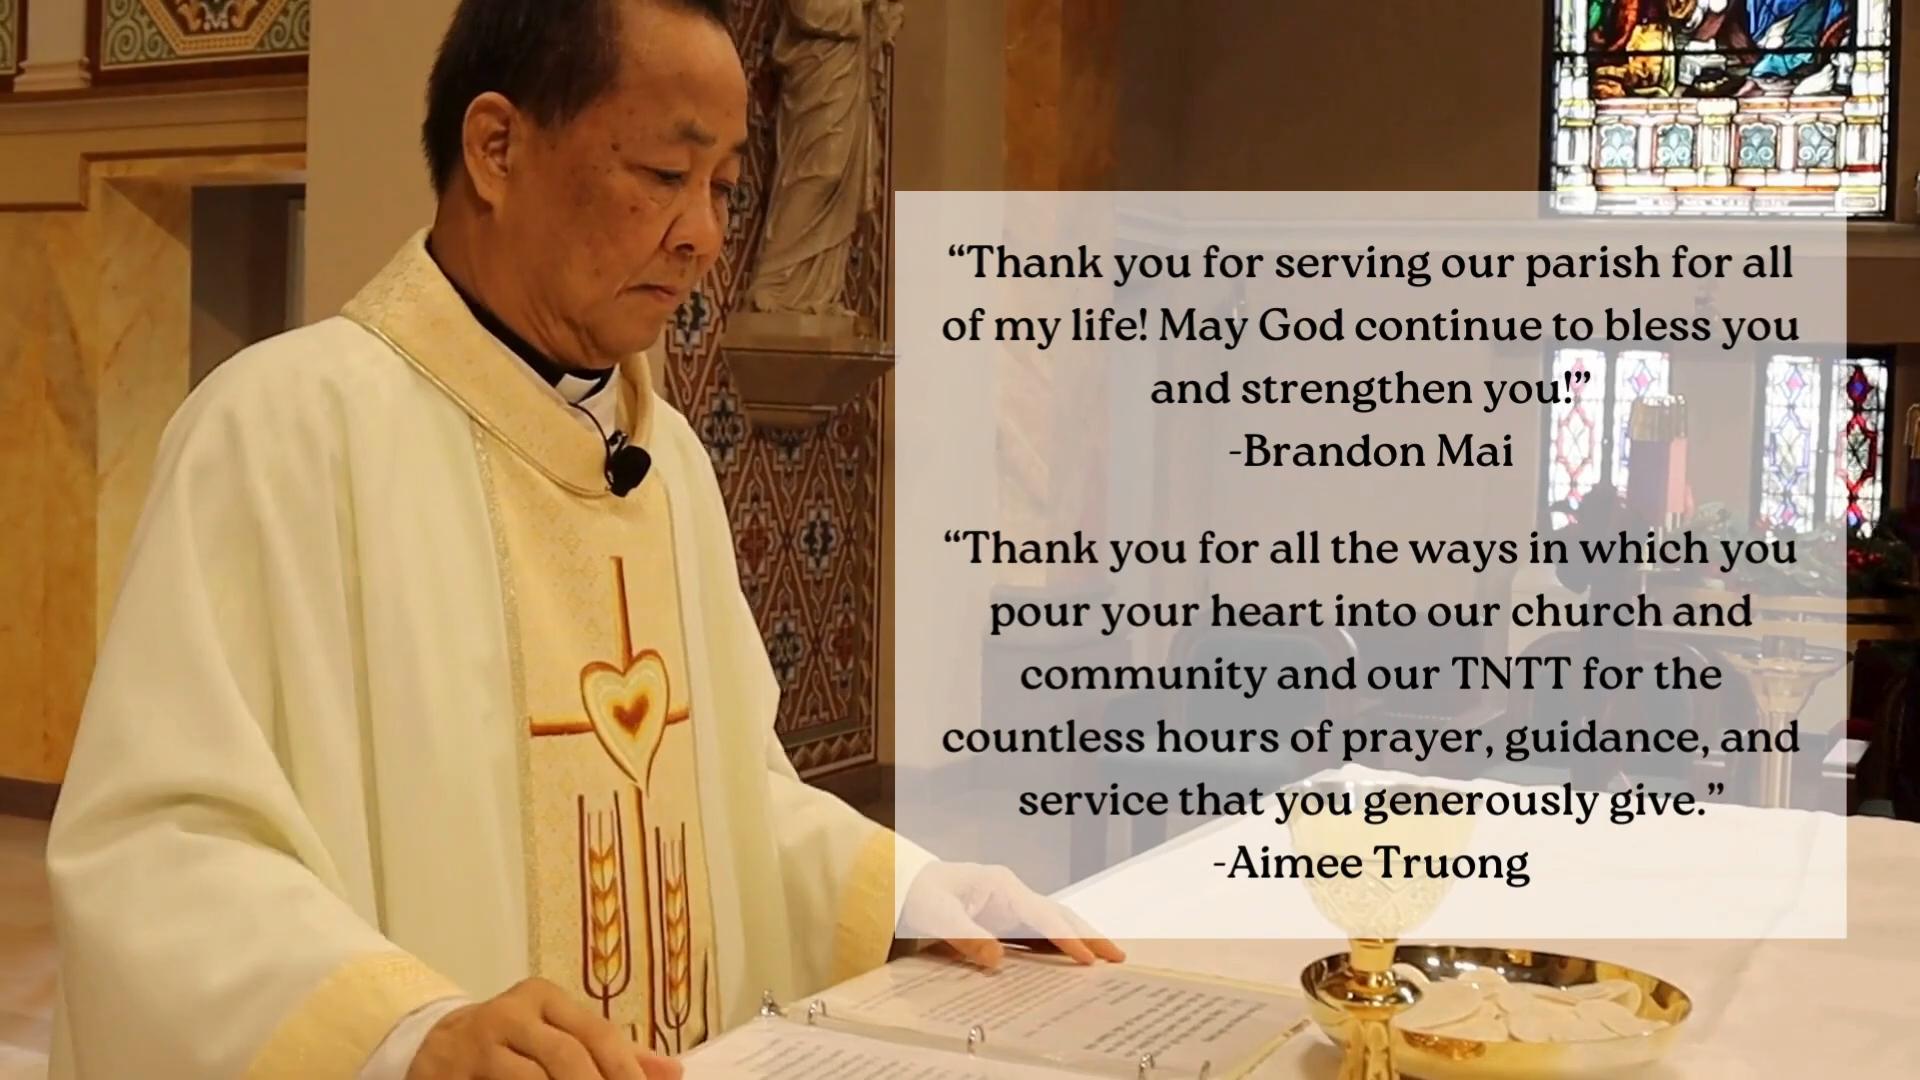 “Thank you for serving our parish for all
of my life! May God continue to bless you
and strengthen you!”
-Brandon Mai
“Thank you for all the ways in which you
pour your heart into our church and
community and our TNTT for the
countless hours of prayer, guidance, and
service that you generously give.”
-Aimee Truong